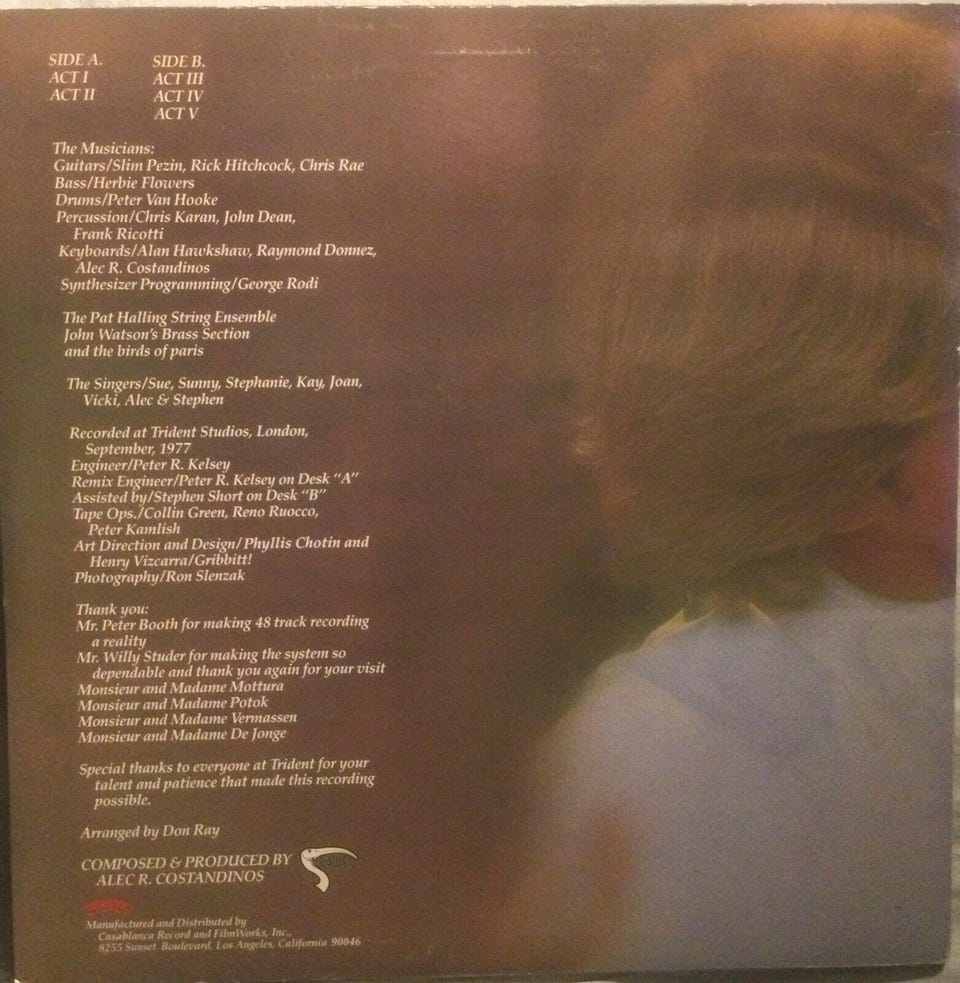 SIDE A.
ACT I
ACT II
SIDE B.
ACT III
ACT IV
ACT V
The Musicians:
Guitars/Slim Pezin, Rick Hitchcock, Chris Rae
Bass/Herbie Flowers
Drums/Peter Van Hooke
Percussion/Chris Karan, John Dean,
Frank Ricotti
Keyboards/Alan Hawkshaw, Raymond Donnez,
Alec R. Costandinos
Synthesizer Programming/George Rodi
The Pat Halling String Ensemble
John Watson's Brass Section
and the birds of paris
The Singers/Sue, Sunny, Stephanie, Kay, Joan,
Vicki, Alec & Stephen
Recorded at Trident Studios, London,
September, 1977
Engineer/Peter R. Kelsey
Remix Engineer/Peter R. Kelsey on Desk "A"
Assisted by/Stephen Short on Desk "B"
Tape Ops./Collin Green, Reno Ruocco,
Peter Kamlish
Art Direction and Design/Phyllis Chotin and
Henry Vizcarra/Gribbitt!
Photography/Ron Slenzak
Thank you:
Mr. Peter Booth for making 48 track recording
a reality
Mr. Willy Studer for making the system so
dependable and thank you again for your visit
Monsieur and Madame Mottura
Monsieur and Madame Potok
Monsieur and Madame Vermassen
Monsieur and Madame De Jonge
Special thanks to everyone at Trident for your
talent and patience that made this recording
possible.
Arranged by Don Ray
COMPOSED & PRODUCED BY
ALEC R. COSTANDINOS
Manufactured and Distributed by
Casablanca Record and FilmWorks, Inc.,
8255 Sunset Boulevard, Los Angeles, California 90046